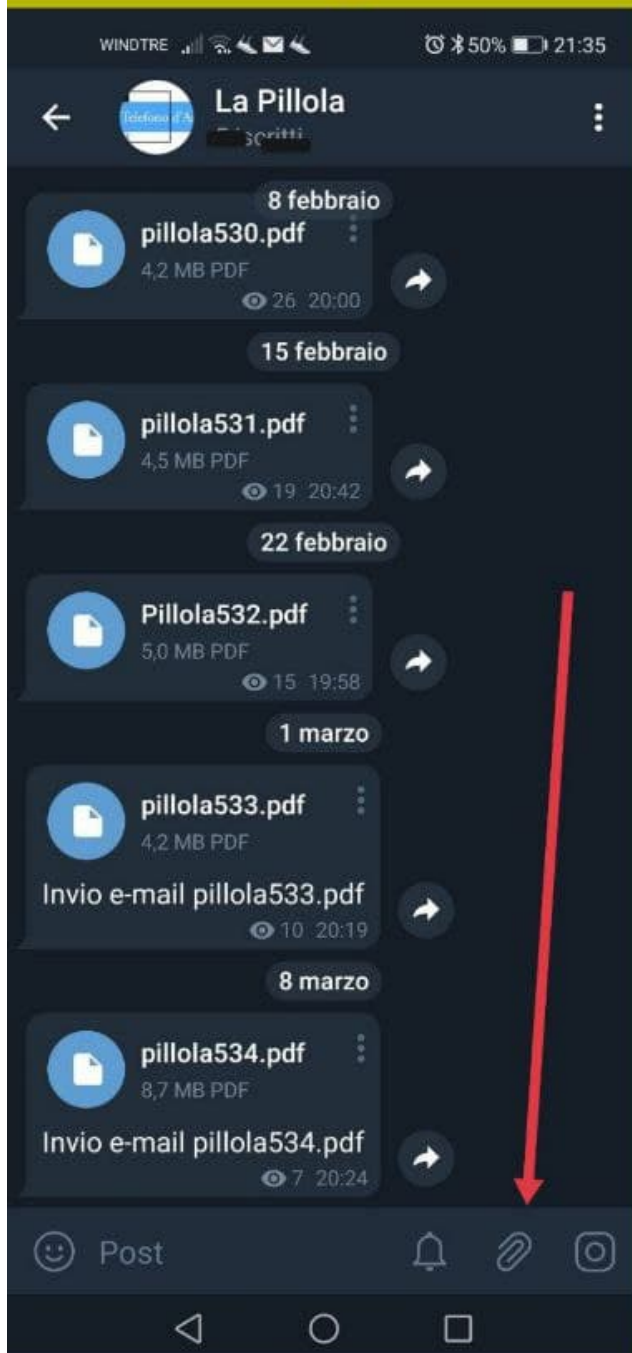 WINDTRE 50% 21:35
Telefono d'A
La Pillola
iscritti
8 febbraio
pillola530.pdf
4,2 MB PDF
26 20:00
15 febbraio
pillola531.pdf
4,5 MB PDF
19 20:42
22 febbraio
Pillola532.pdf
5,0 MB PDF
15 19:58
1 marzo
pillola533.pdf
4,2 MB PDF
Invio e-mail pillola533.pdf
10 20:19
8 marzo
pillola534.pdf
8,7 MB PDF
Invio e-mail pillola534.pdf
7 20:24
Post